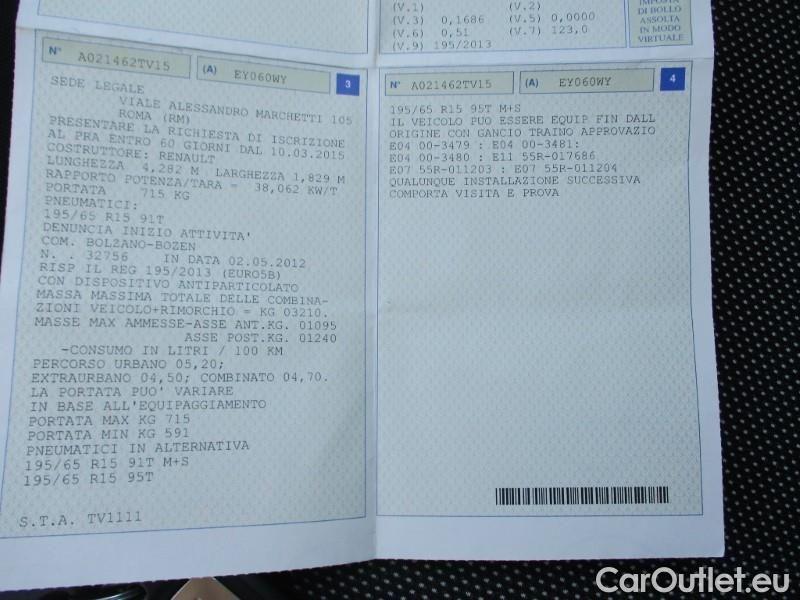 (V.1)
(V.2)
(V.3) 0,1686 (V.5) 0,0000
(V.6) 0,51 (V.7) 123,0
(V.9) 195/2013
IMPOSTA
DI BOLLO
ASSOLTA
IN MODO
VIRTUALE
N° A021462TV15 (A) EY060WY 3
SEDE LEGALE
VIALE ALESSANDRO MARCHETTI 105
ROMA (RM)
PRESENTARE LA RICHIESTA DI ISCRIZIONE
AL PRA ENTRO 60 GIORNI DAL 10.03.2015
COSTRUTTORE: RENAULT
LUNGHEZZA 4,282 M LARGHEZZA 1,829 M
RAPPORTO POTENZA/TARA = 38,062 KW/T
PORTATA 715 KG
PNEUMATICI:
195/65 R15 91T
DENUNCIA INIZIO ATTIVITA'
COM. BOLZANO-BOZEN
N. . 32756 IN DATA 02.05.2012
RISP IL REG 195/2013 (EURO5B)
CON DISPOSITIVO ANTIPARTICOLATO
MASSA MASSIMA TOTALE DELLE COMBINA-
ZIONI VEICOLO+RIMORCHIO = KG 03210.
MASSE MAX AMMESSE-ASSE ANT.KG. 01095
ASSE POST.KG. 01240
-CONSUMO IN LITRI / 100 KM
PERCORSO URBANO 05,20;
EXTRAURBANO 04,50; COMBINATO 04,70.
LA PORTATA PUO' VARIARE
IN BASE ALL'EQUIPAGGIAMENTO
PORTATA MAX KG 715
PORTATA MIN KG 591
PNEUMATICI IN ALTERNATIVA
195/65 R15 91T M+S
195/65 R15 95T
S.T.A. TV1111
N° A021462TV15 (A) EY060WY 4
195/65 R15 95T M+S
IL VEICOLO PUO ESSERE EQUIP FIN DALL
ORIGINE CON GANCIO TRAINO APPROVAZIO
E04 00-3479 : E04 00-3481:
E04 00-3480 : E11 55R-017686
E07 55R-011203 : E07 55R-011204
QUALUNQUE INSTALLAZIONE SUCCESSIVA
COMPORTA VISITA E PROVA
CarOutlet.eu